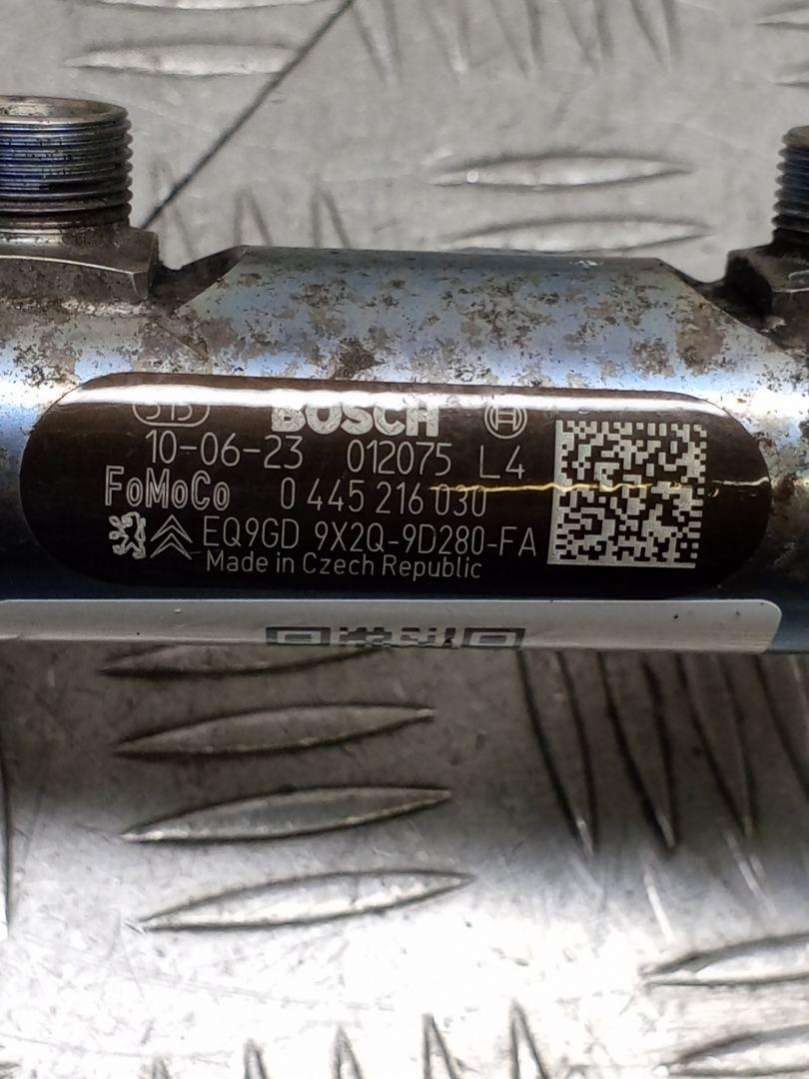 BOSCH
10-06-23 012075 L4
FoMoCo 0 445 216 030
EQ9GD 9X2Q-9D280-FA
Made in Czech Republic